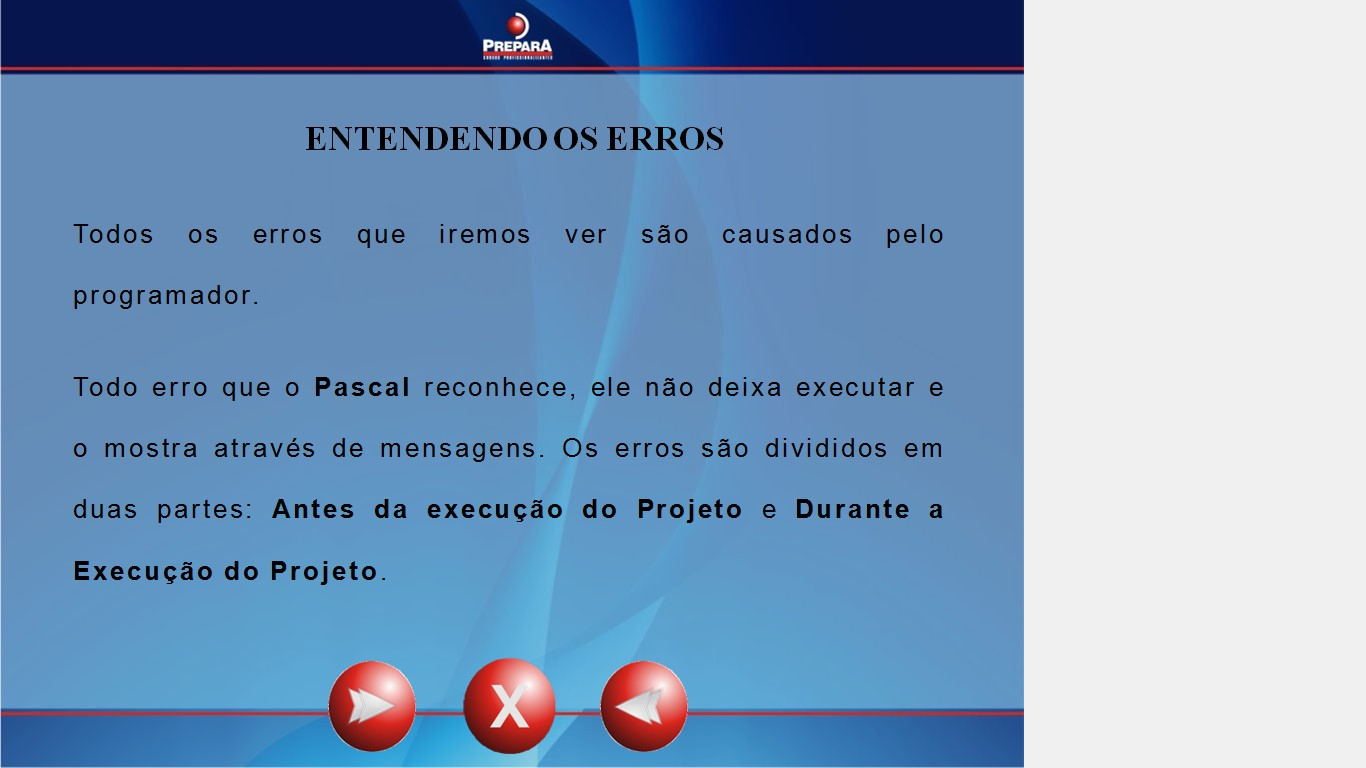 PREPARA
CURSOS PROFISSIONALIZANTES
ENTENDENDO OS ERROS
Todos os erros que iremos ver são causados pelo
programador.
Todo erro que o Pascal reconhece, ele não deixa executar e
o mostra através de mensagens. Os erros são divididos em
duas partes: Antes da execução do Projeto e Durante a
Execução do Projeto.
X